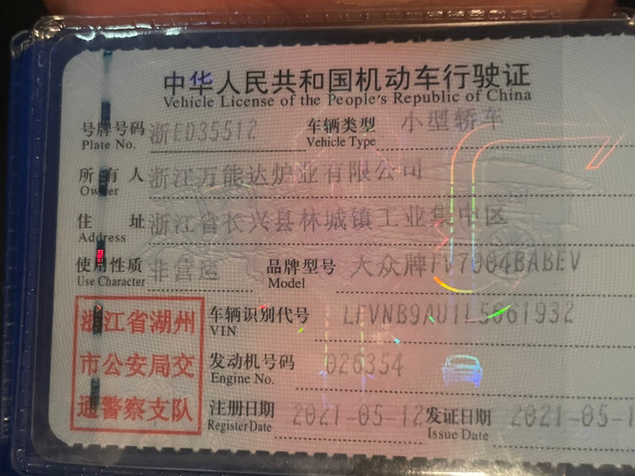 中华人民共和国机动车行驶证
Vehicle License of the People's Republic of China
号牌号码 浙ED35512 车辆类型 小型轿车
Plate No. Vehicle Type
所有人 浙江万能达炉业有限公司
Owner
住址 浙江省长兴县林城镇工业集中区
Address
使用性质 非营运 品牌型号 大众牌FV7904BABEV
Use Character Model
浙江省湖州 车辆识别代号 LFVNB9AU1L5661932
VIN
市公安局交 发动机号码 026354
Engine No.
通警察支队 注册日期 2021-05-12 发证日期 2021-05-1
Register Date Issue Date